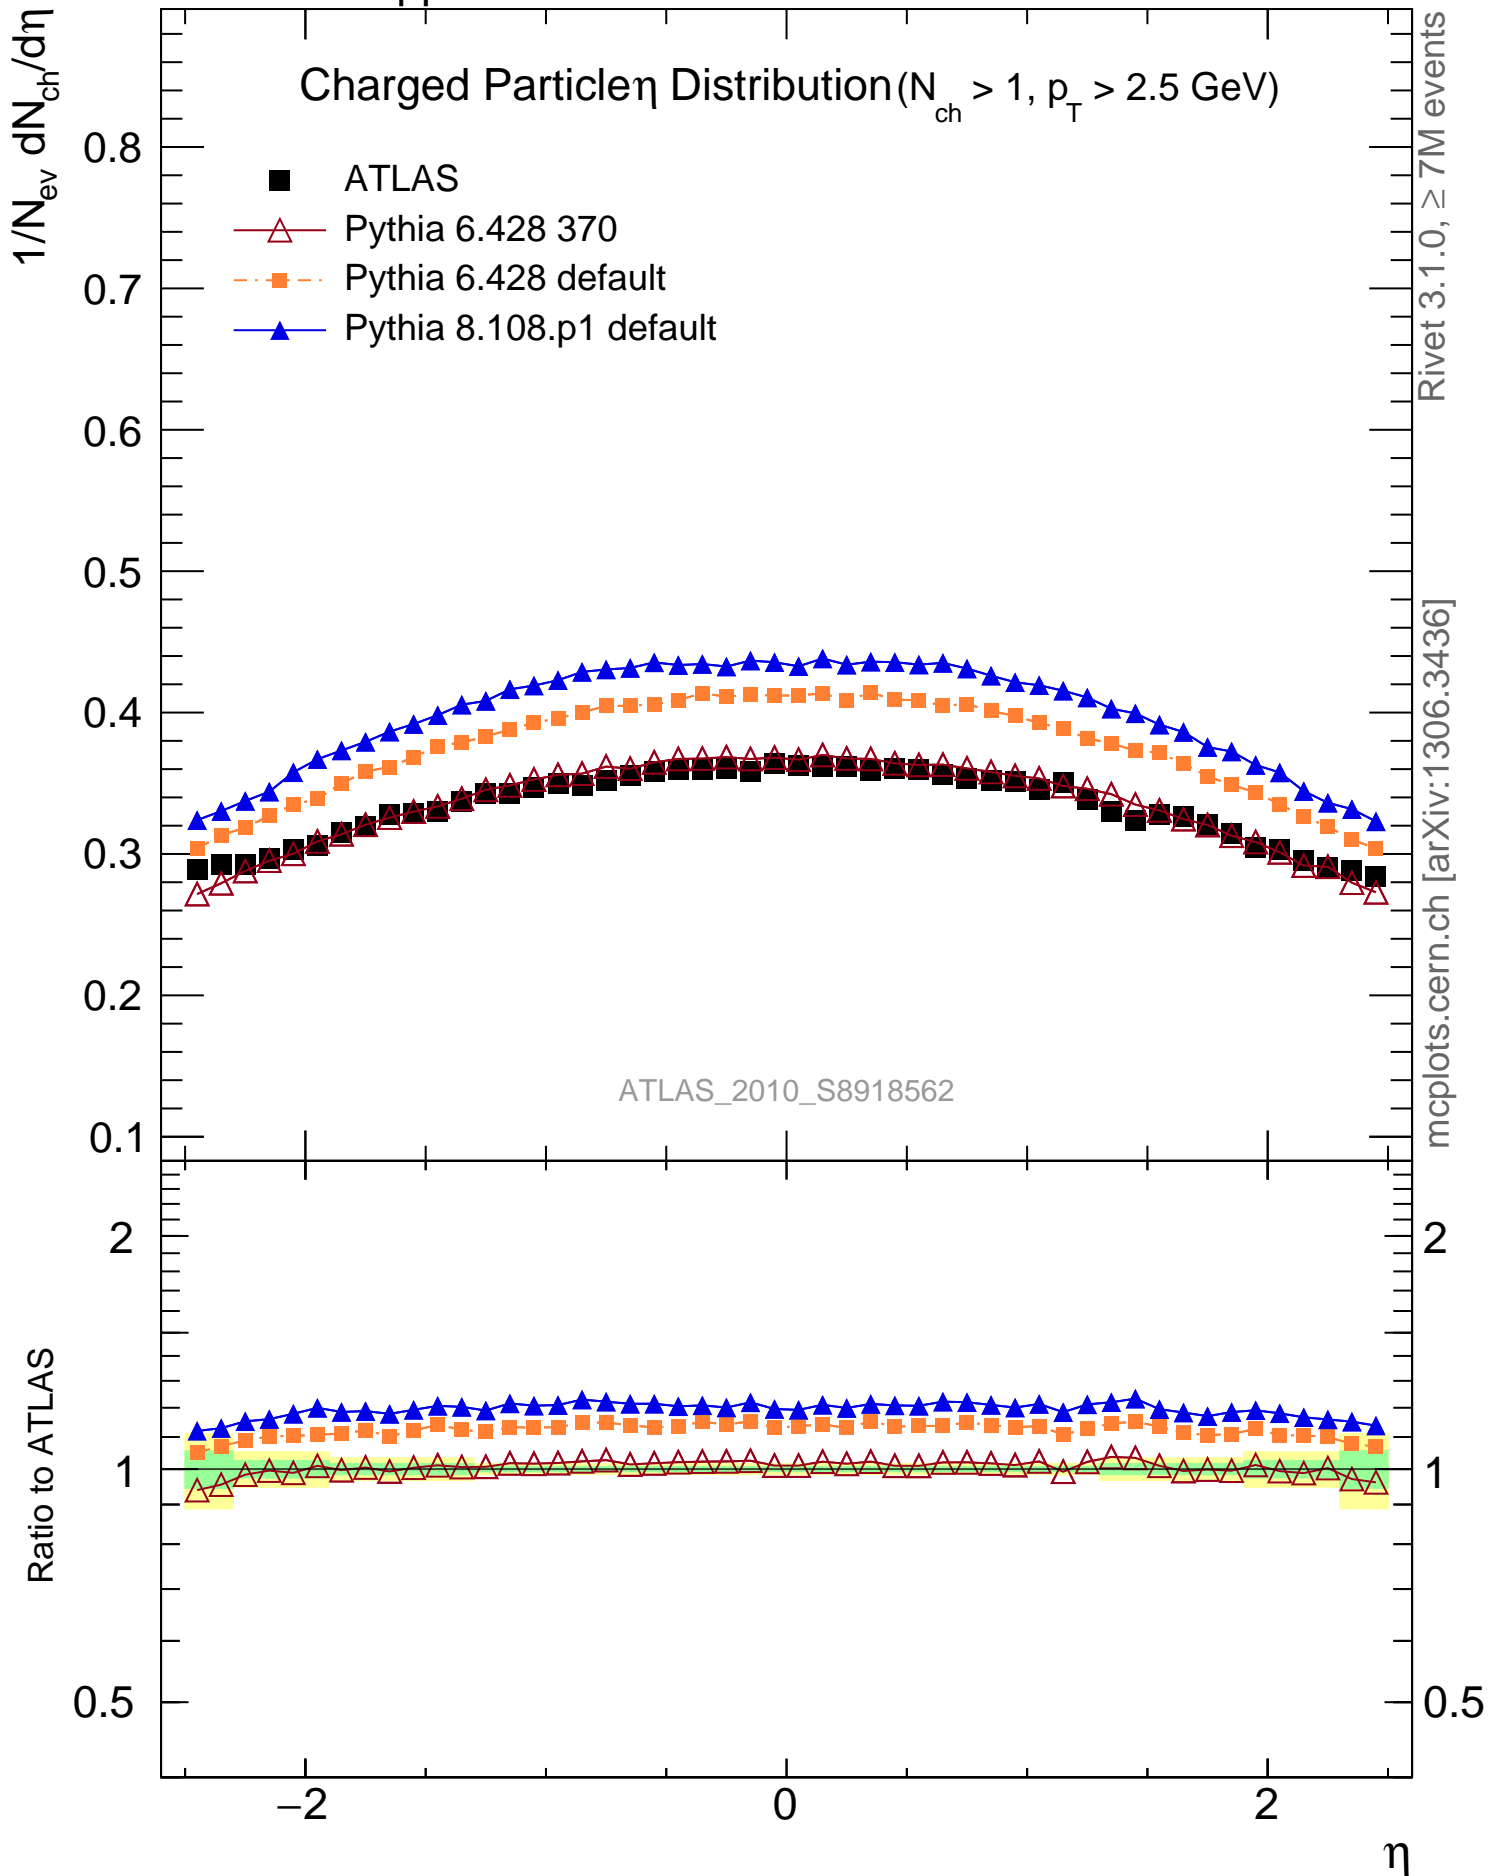 1/N_ev dN_ch/dη
Charged Particleη Distribution (N_ch > 1, p_T > 2.5 GeV)
ATLAS
Pythia 6.428 370
Pythia 6.428 default
Pythia 8.108.p1 default
0.8
0.7
0.6
0.5
0.4
0.3
0.2
0.1
ATLAS_2010_S8918562
Rivet 3.1.0, ≥ 7M events
mcplots.cern.ch [arXiv:1306.3436]
Ratio to ATLAS
2
1
0.5
2
1
0.5
−2
0
2
η